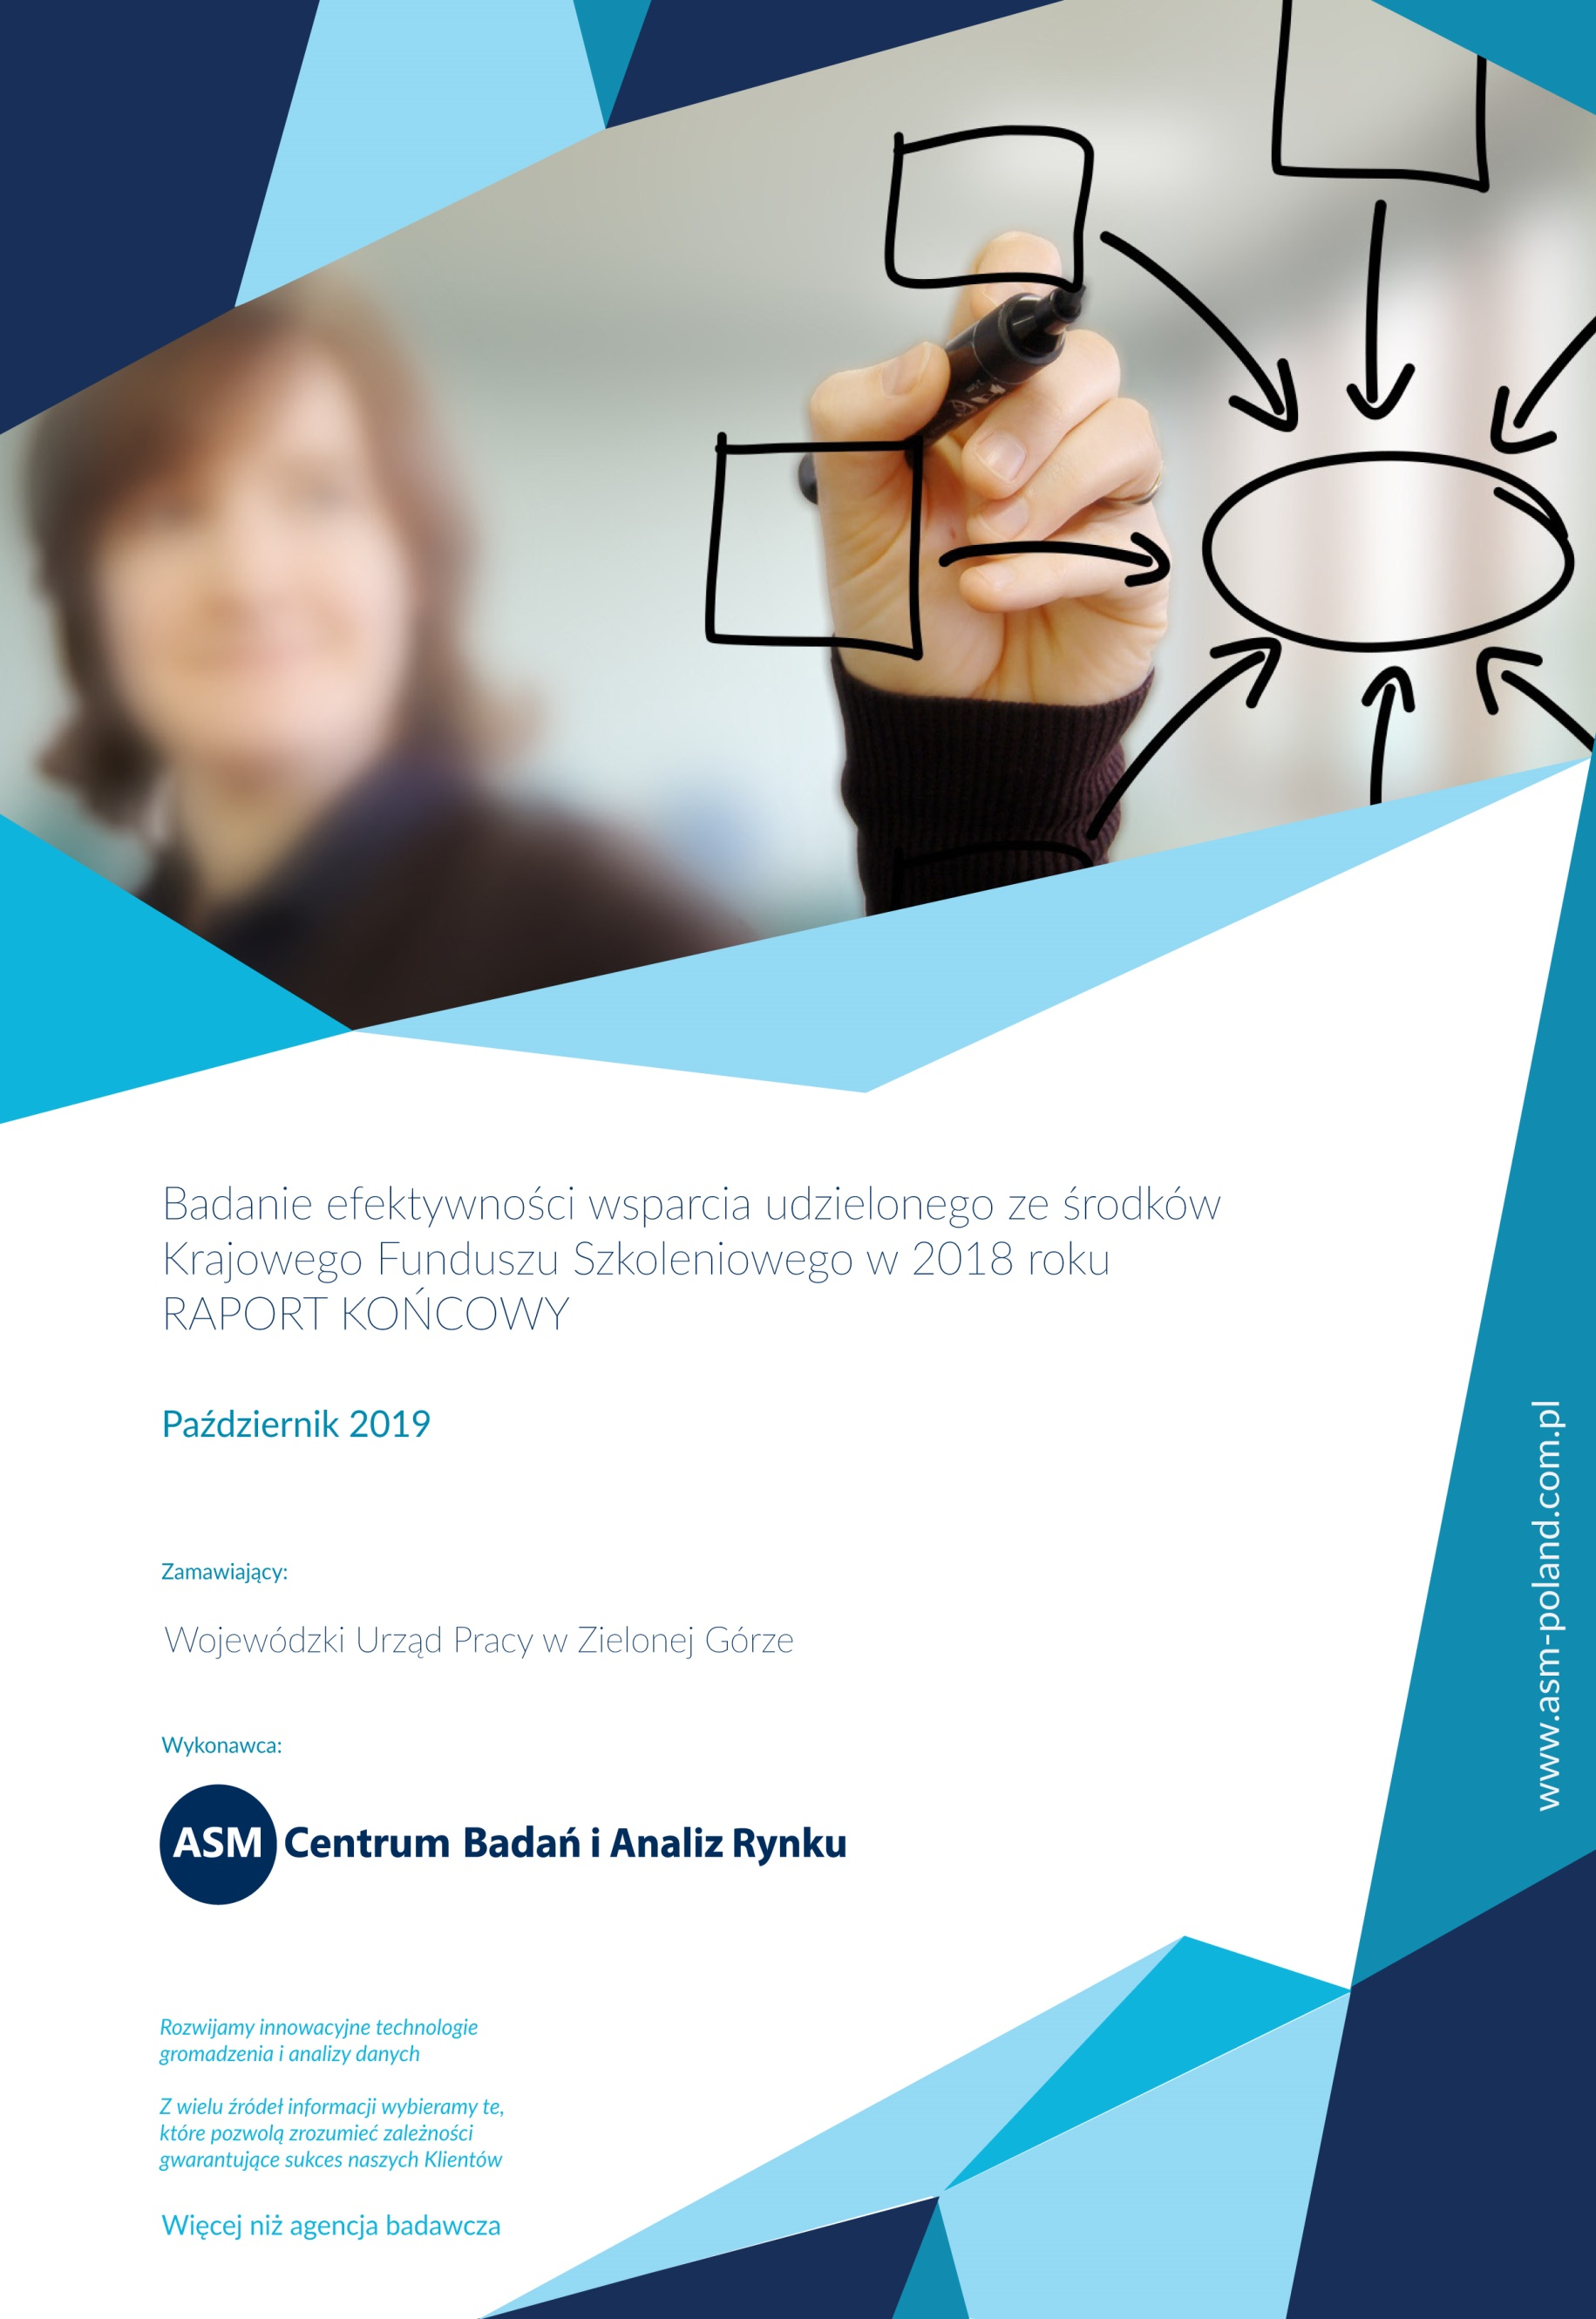 Badanie efektywności wsparcia udzielonego ze środków
Krajowego Funduszu Szkoleniowego w 2018 roku
RAPORT KOŃCOWY
Październik 2019
Zamawiający:
Wojewódzki Urząd Pracy w Zielonej Górze
Wykonawca:
ASM Centrum Badań i Analiz Rynku
Rozwijamy innowacyjne technologie
gromadzenia i analizy danych
Z wielu źródeł informacji wybieramy te,
które pozwolą zrozumieć zależności
gwarantujące sukces naszych Klientów
Więcej niż agencja badawcza
www.asm-poland.com.pl